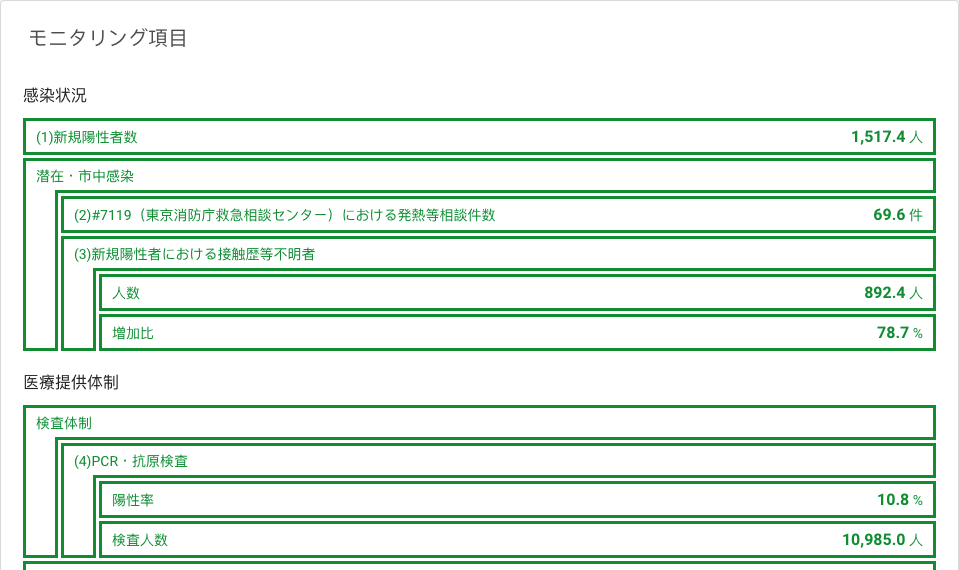 モニタリング項目
感染状況
(1)新規陽性者数 1,517.4 人
潜在・市中感染
(2)#7119（東京消防庁救急相談センター）における発熱等相談件数 69.6 件
(3)新規陽性者における接触歴等不明者
人数 892.4 人
増加比 78.7 %
医療提供体制
検査体制
(4)PCR・抗原検査
陽性率 10.8 %
検査人数 10,985.0 人